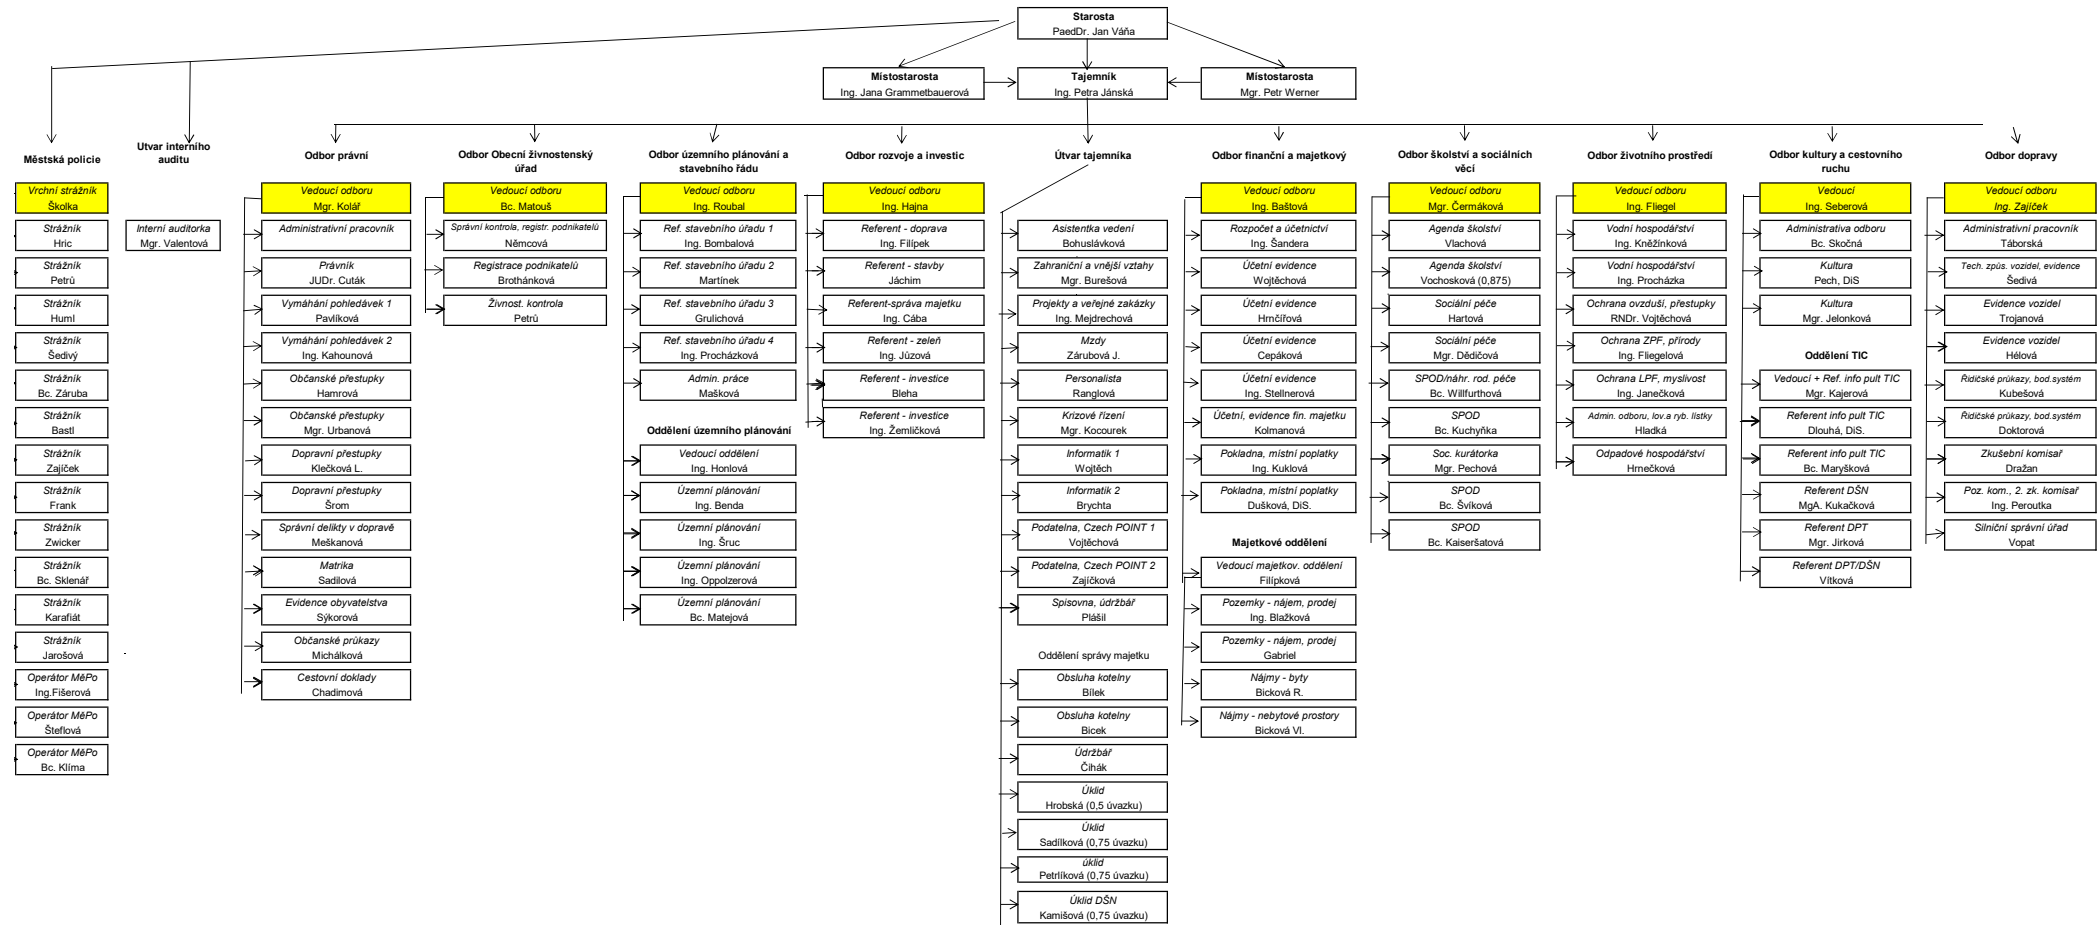 Starosta
PaedDr. Jan Váňa
Místostarosta
Ing. Jana Grammetbauerová
Tajemník
Ing. Petra Jánská
Místostarosta
Mgr. Petr Werner
Městská policie
Vrchní strážník
Školka
Strážník
Hric
Strážník
Petrů
Strážník
Huml
Strážník
Šedivý
Strážník
Bc. Záruba
Strážník
Bastl
Strážník
Zajíček
Strážník
Frank
Strážník
Zwicker
Strážník
Bc. Sklenář
Strážník
Karafiát
Strážník
Jarošová
Operátor MěPo
Ing.Fišerová
Operátor MěPo
Šteflová
Operátor MěPo
Bc. Klíma
Utvar interního
auditu
Interní auditorka
Mgr. Valentová
Odbor právní
Vedoucí odboru
Mgr. Kolář
Administrativní pracovník
Právník
JUDr. Cuták
Vymáhání pohledávek 1
Pavlíková
Vymáhání pohledávek 2
Ing. Kahounová
Občanské přestupky
Hamrová
Občanské přestupky
Mgr. Urbanová
Dopravní přestupky
Klečková L.
Dopravní přestupky
Šrom
Správní delikty v dopravě
Meškanová
Matrika
Sadilová
Evidence obyvatelstva
Sýkorová
Občanské průkazy
Michálková
Cestovní doklady
Chadimová
Odbor Obecní živnostenský
úřad
Vedoucí odboru
Bc. Matouš
Správní kontrola, registr. podnikatelů
Němcová
Registrace podnikatelů
Brothánková
Živnost. kontrola
Petrů
Odbor územního plánování a
stavebního řádu
Vedoucí odboru
Ing. Roubal
Ref. stavebního úřadu 1
Ing. Bombalová
Ref. stavebního úřadu 2
Martínek
Ref. stavebního úřadu 3
Grulichová
Ref. stavebního úřadu 4
Ing. Procházková
Admin. práce
Mašková
Oddělení územního plánování
Vedoucí oddělení
Ing. Honlová
Územní plánování
Ing. Benda
Územní plánování
Ing. Šruc
Územní plánování
Ing. Oppolzerová
Územní plánování
Bc. Matejová
Odbor rozvoje a investic
Vedoucí odboru
Ing. Hajna
Referent - doprava
Ing. Filípek
Referent - stavby
Jáchim
Referent-správa majetku
Ing. Cába
Referent - zeleň
Ing. Jůzová
Referent - investice
Bleha
Referent - investice
Ing. Žemličková
Útvar tajemníka
Asistentka vedení
Bohuslávková
Zahraniční a vnější vztahy
Mgr. Burešová
Projekty a veřejné zakázky
Ing. Mejdrechová
Mzdy
Zárubová J.
Personalista
Ranglová
Krizové řízení
Mgr. Kocourek
Informatik 1
Wojtěch
Informatik 2
Brychta
Podatelna, Czech POINT 1
Vojtěchová
Podatelna, Czech POINT 2
Zajíčková
Spisovna, údržbář
Plášil
Oddělení správy majetku
Obsluha kotelny
Bílek
Obsluha kotelny
Bicek
Údržbář
Čihák
Úklid
Hrobská (0,5 úvazku)
Úklid
Sadílková (0,75 úvazku)
úklid
Petrlíková (0,75 úvazku)
Úklid DŠN
Kamišová (0,75 úvazku)
Odbor finanční a majetkový
Vedoucí odboru
Ing. Baštová
Rozpočet a účetnictví
Ing. Šandera
Účetní evidence
Wojtěchová
Účetní evidence
Hrnčířová
Účetní evidence
Cepáková
Účetní evidence
Ing. Stellnerová
Účetní, evidence fin. majetku
Kolmanová
Pokladna, místní poplatky
Ing. Kuklová
Pokladna, místní poplatky
Dušková, DiS.
Majetkové oddělení
Vedoucí majetkov. oddělení
Filípková
Pozemky - nájem, prodej
Ing. Blažková
Pozemky - nájem, prodej
Gabriel
Nájmy - byty
Bicková R.
Nájmy - nebytové prostory
Bicková Vl.
Odbor školství a sociálních
věcí
Vedoucí odboru
Mgr. Čermáková
Agenda školství
Vlachová
Agenda školství
Vochosková (0,875)
Sociální péče
Hartová
Sociální péče
Mgr. Dědičová
SPOD/náhr. rod. péče
Bc. Willfurthová
SPOD
Bc. Kuchyňka
Soc. kurátorka
Mgr. Pechová
SPOD
Bc. Švíková
SPOD
Bc. Kaiseršatová
Odbor životního prostředí
Vedoucí odboru
Ing. Fliegel
Vodní hospodářství
Ing. Kněžínková
Vodní hospodářství
Ing. Procházka
Ochrana ovzduší, přestupky
RNDr. Vojtěchová
Ochrana ZPF, přírody
Ing. Fliegelová
Ochrana LPF, myslivost
Ing. Janečková
Admin. odboru, lov.a ryb. lístky
Hladká
Odpadové hospodářství
Hrnečková
Odbor kultury a cestovního
ruchu
Vedoucí
Ing. Seberová
Administrativa odboru
Bc. Skočná
Kultura
Pech, DiS
Kultura
Mgr. Jelonková
Oddělení TIC
Vedoucí + Ref. info pult TIC
Mgr. Kajerová
Referent info pult TIC
Dlouhá, DiS.
Referent info pult TIC
Bc. Maryšková
Referent DŠN
MgA. Kukačková
Referent DPT
Mgr. Jirková
Referent DPT/DŠN
Vítková
Odbor dopravy
Vedoucí odboru
Ing. Zajíček
Administrativní pracovník
Táborská
Tech. způs. vozidel, evidence
Šedivá
Evidence vozidel
Trojanová
Evidence vozidel
Hélová
Řidičské průkazy, bod.systém
Kubešová
Řidičské průkazy, bod.systém
Doktorová
Zkušební komisař
Dražan
Poz. kom., 2. zk. komisař
Ing. Peroutka
Silniční správní úřad
Vopat